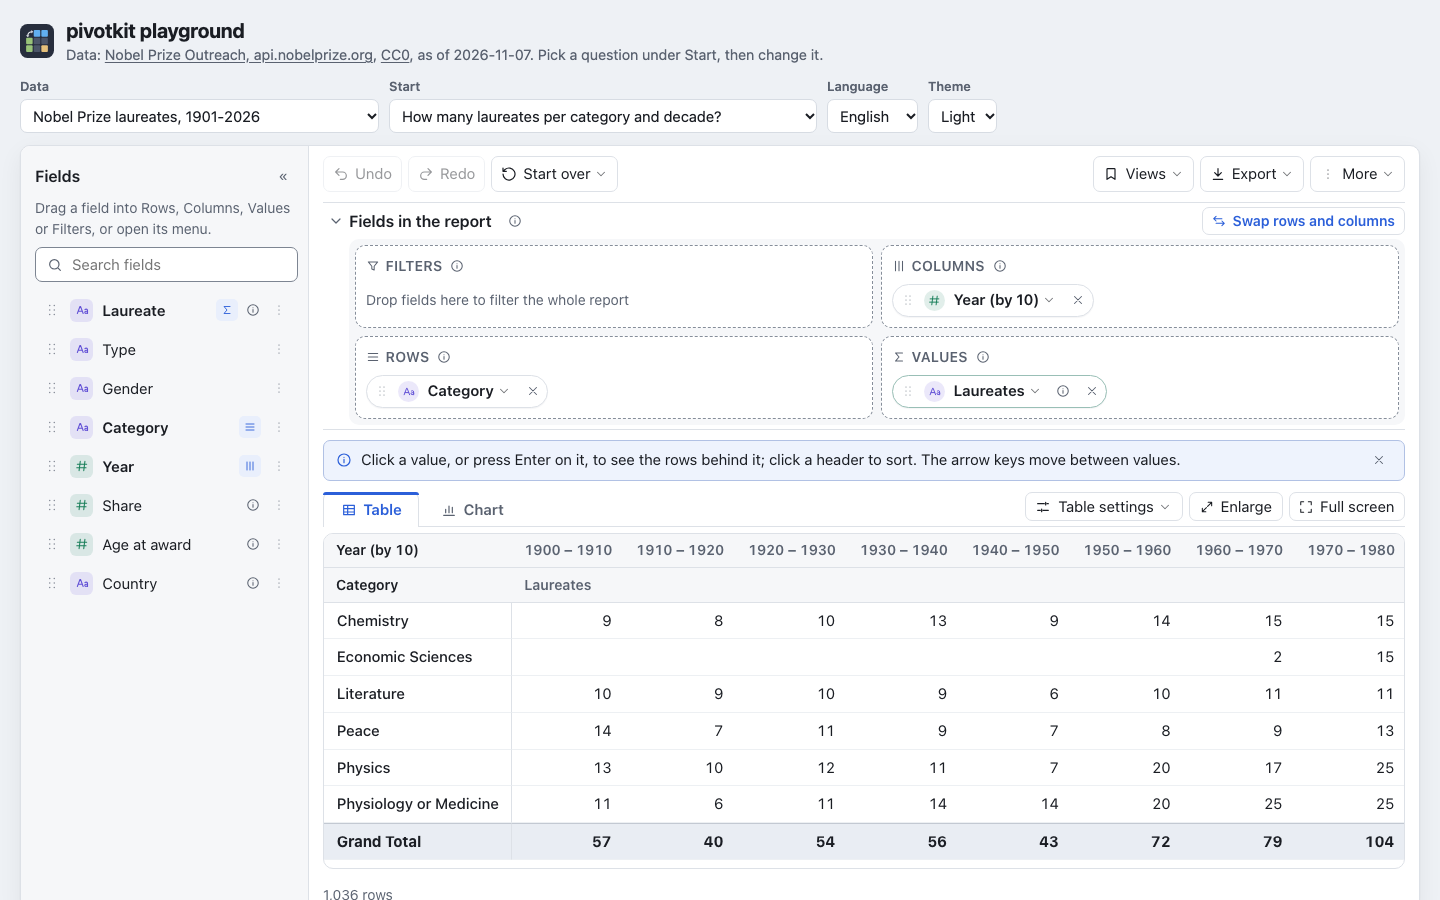 pivotkit playground
Data: Nobel Prize Outreach, api.nobelprize.org, CC0, as of 2026-11-07. Pick a question under Start, then change it.
Data Start Language Theme
Nobel Prize laureates, 1901-2026 How many laureates per category and decade? English Light
Fields «
Drag a field into Rows, Columns, Values
or Filters, or open its menu.
Search fields
Aa Laureate Σ
Aa Type
Aa Gender
Aa Category
# Year
# Share
# Age at award
Aa Country
Undo Redo Start over Views Export More
Fields in the report Swap rows and columns
FILTERS
Drop fields here to filter the whole report
COLUMNS
# Year (by 10)
ROWS
Aa Category
Σ VALUES
Aa Laureates
Click a value, or press Enter on it, to see the rows behind it; click a header to sort. The arrow keys move between values.
Table Chart Table settings Enlarge Full screen
Year (by 10) 1900 – 1910 1910 – 1920 1920 – 1930 1930 – 1940 1940 – 1950 1950 – 1960 1960 – 1970 1970 – 1980
Category Laureates
Chemistry 9 8 10 13 9 14 15 15
Economic Sciences 2 15
Literature 10 9 10 9 6 10 11 11
Peace 14 7 11 9 7 8 9 13
Physics 13 10 12 11 7 20 17 25
Physiology or Medicine 11 6 11 14 14 20 25 25
Grand Total 57 40 54 56 43 72 79 104
1,036 rows